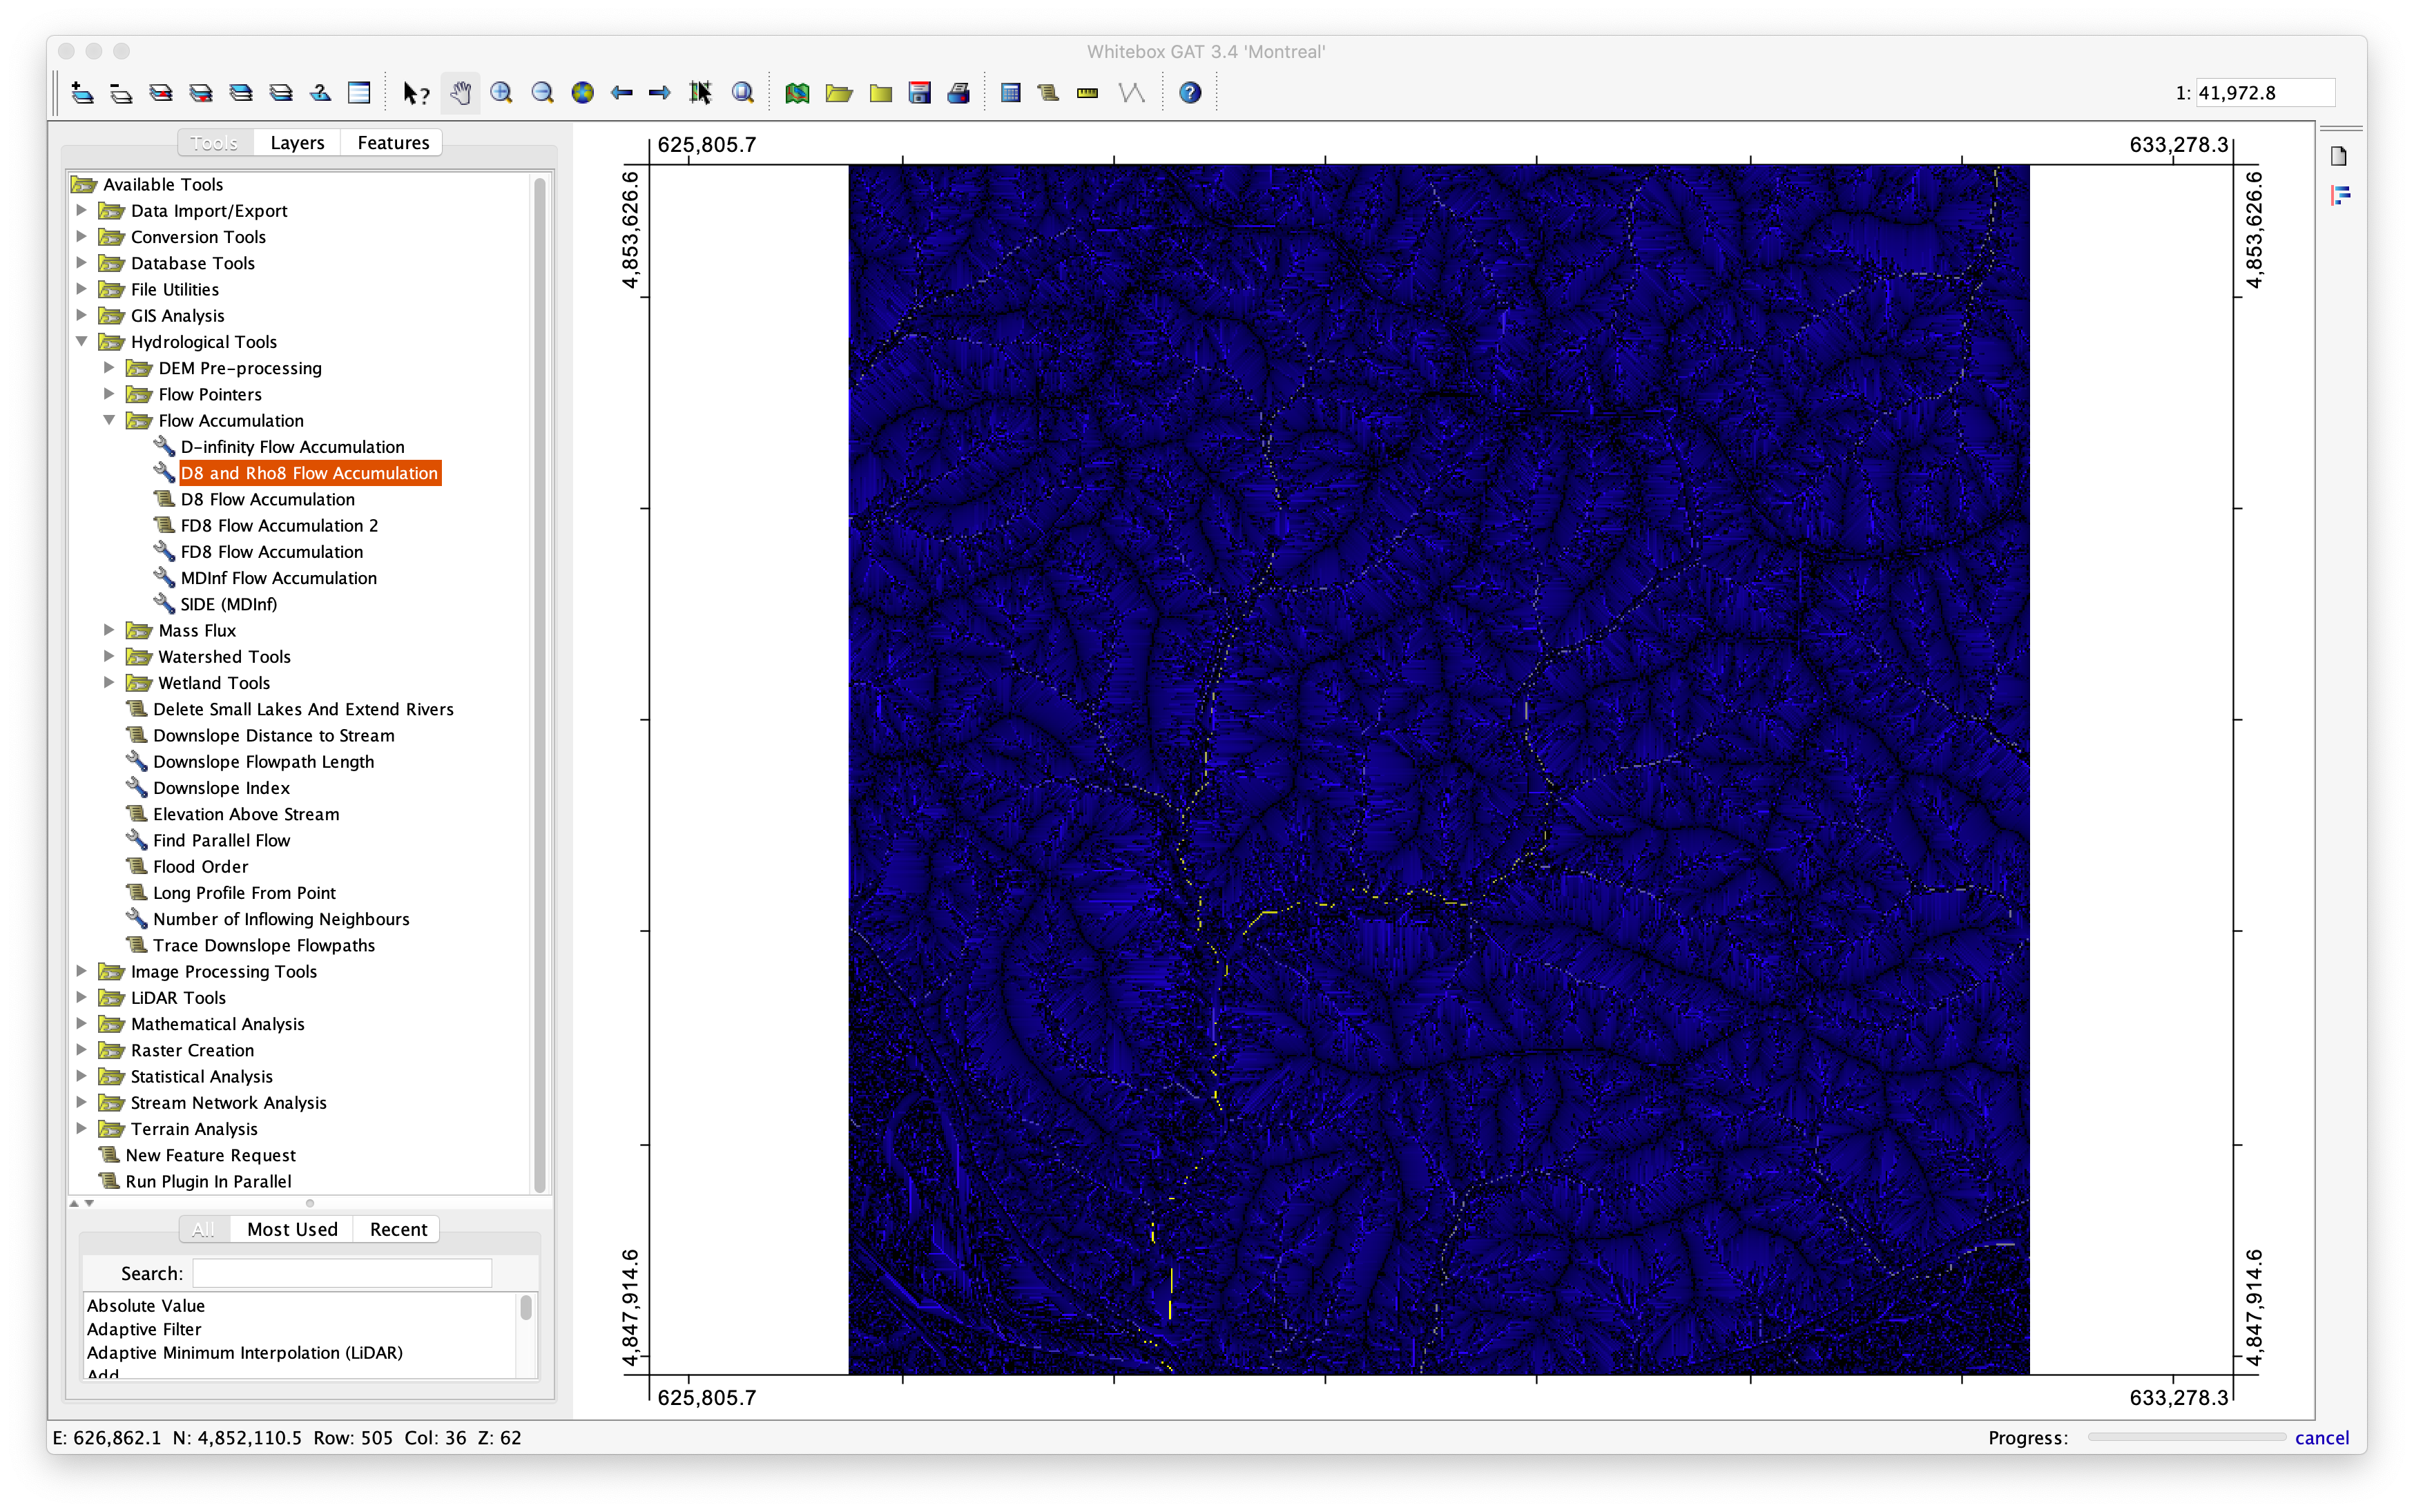 Whitebox GAT 3.4 'Montreal'
1: 41,972.8
Tools Layers Features
Available Tools
Data Import/Export
Conversion Tools
Database Tools
File Utilities
GIS Analysis
Hydrological Tools
DEM Pre-processing
Flow Pointers
Flow Accumulation
D-infinity Flow Accumulation
D8 and Rho8 Flow Accumulation
D8 Flow Accumulation
FD8 Flow Accumulation 2
FD8 Flow Accumulation
MDInf Flow Accumulation
SIDE (MDInf)
Mass Flux
Watershed Tools
Wetland Tools
Delete Small Lakes And Extend Rivers
Downslope Distance to Stream
Downslope Flowpath Length
Downslope Index
Elevation Above Stream
Find Parallel Flow
Flood Order
Long Profile From Point
Number of Inflowing Neighbours
Trace Downslope Flowpaths
Image Processing Tools
LiDAR Tools
Mathematical Analysis
Raster Creation
Statistical Analysis
Stream Network Analysis
Terrain Analysis
New Feature Request
Run Plugin In Parallel
All Most Used Recent
Search:
Absolute Value
Adaptive Filter
Adaptive Minimum Interpolation (LiDAR)
Add
625,805.7
633,278.3
4,853,626.6
4,853,626.6
4,847,914.6
4,847,914.6
625,805.7
633,278.3
E: 626,862.1 N: 4,852,110.5 Row: 505 Col: 36 Z: 62
Progress:
cancel